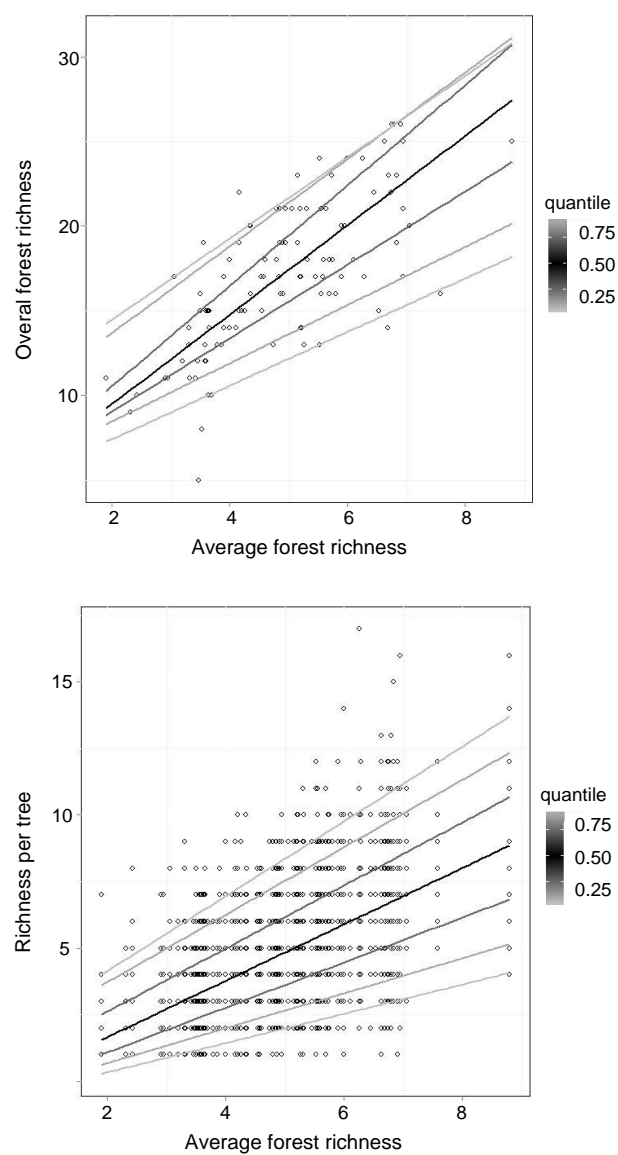 30
20
10
Overal forest richness
2 4 6 8
Average forest richness
quantile
0.75
0.50
0.25
15
10
5
Richness per tree
2 4 6 8
Average forest richness
quantile
0.75
0.50
0.25